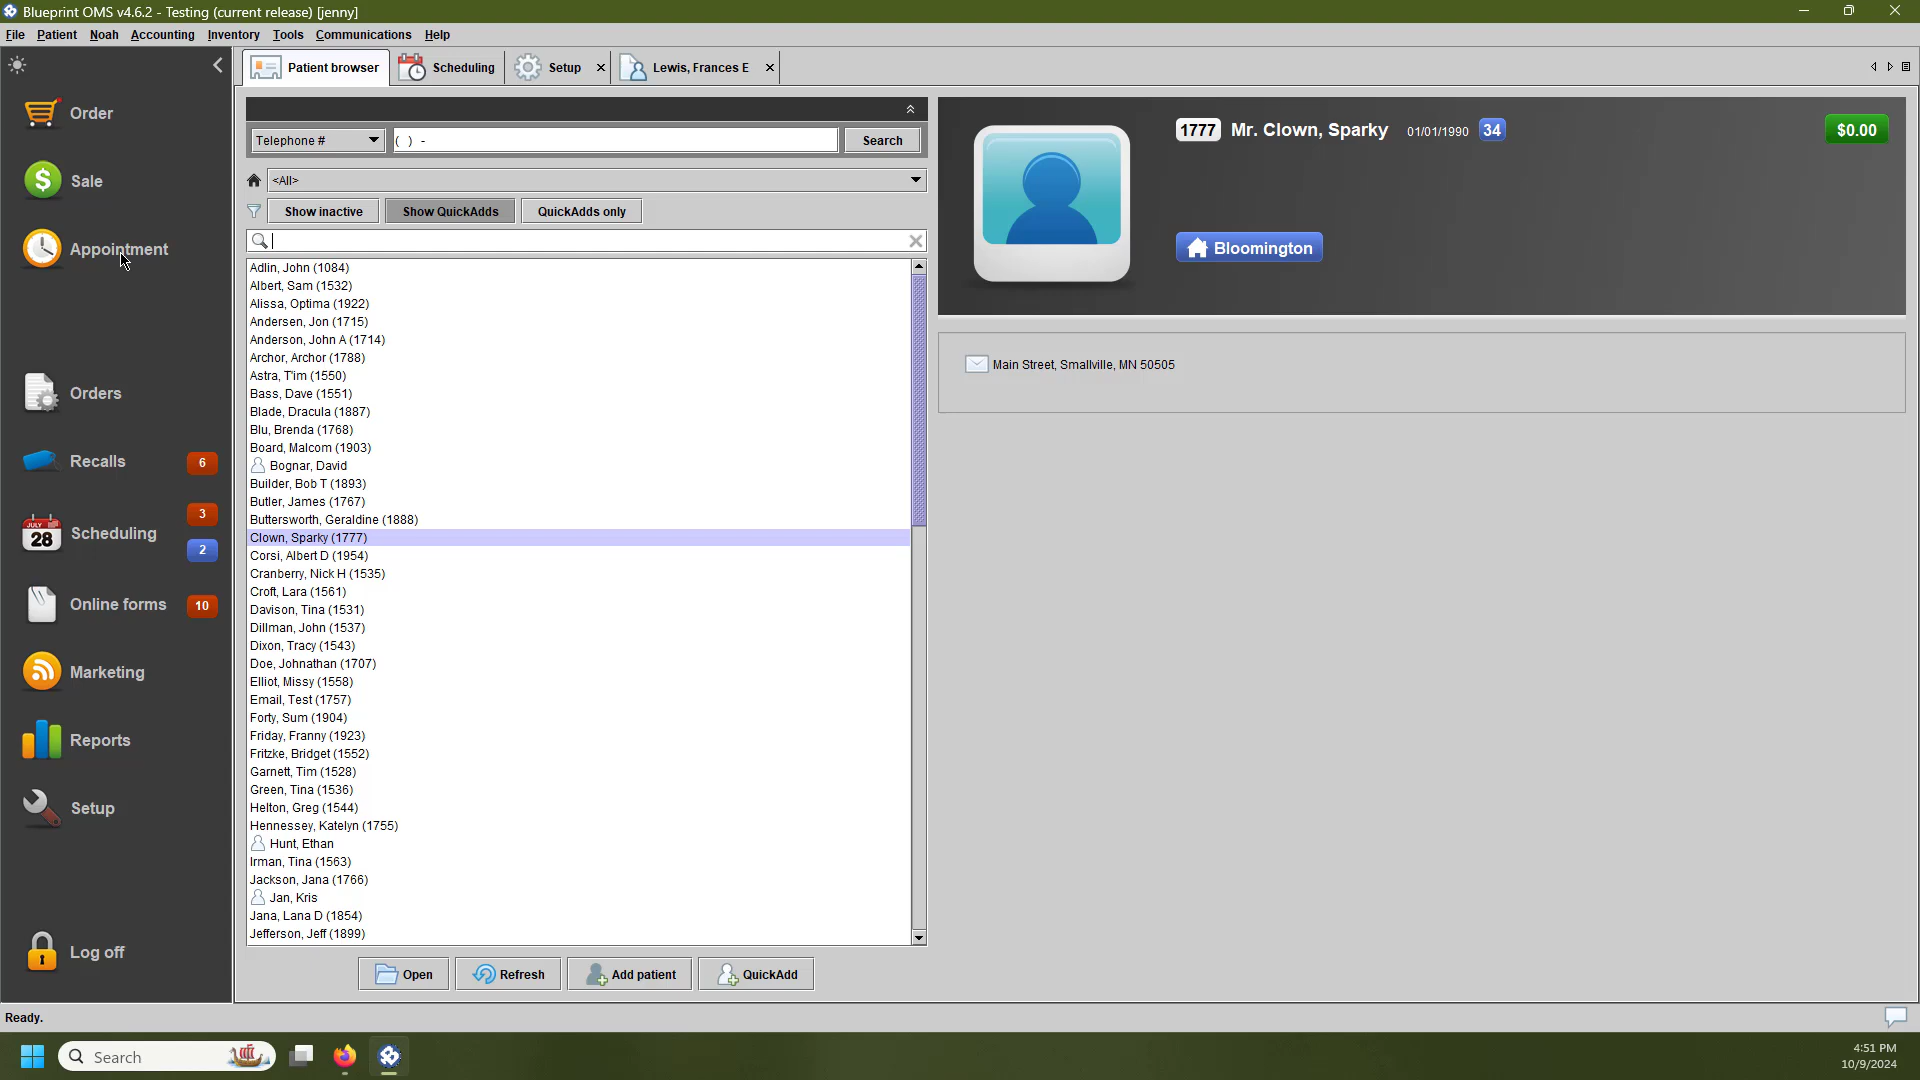 Blueprint OMS v4.6.2 - Testing (current release) [jenny]
File Patient Noah Accounting Inventory Tools Communications Help
Patient browser Scheduling Setup Lewis, Frances E
Order
Sale
Appointment
Orders
Recalls 6
JULY 28 Scheduling 3 2
Online forms 10
Marketing
Reports
Setup
Log off
Telephone # ( ) - Search
<All>
Show inactive Show QuickAdds QuickAdds only
Adlin, John (1084)
Albert, Sam (1532)
Alissa, Optima (1922)
Andersen, Jon (1715)
Anderson, John A (1714)
Archor, Archor (1788)
Astra, T'im (1550)
Bass, Dave (1551)
Blade, Dracula (1887)
Blu, Brenda (1768)
Board, Malcom (1903)
Bognar, David
Builder, Bob T (1893)
Butler, James (1767)
Buttersworth, Geraldine (1888)
Clown, Sparky (1777)
Corsi, Albert D (1954)
Cranberry, Nick H (1535)
Croft, Lara (1561)
Davison, Tina (1531)
Dillman, John (1537)
Dixon, Tracy (1543)
Doe, Johnathan (1707)
Elliot, Missy (1558)
Email, Test (1757)
Forty, Sum (1904)
Friday, Franny (1923)
Fritzke, Bridget (1552)
Garnett, Tim (1528)
Green, Tina (1536)
Helton, Greg (1544)
Hennessey, Katelyn (1755)
Hunt, Ethan
Irman, Tina (1563)
Jackson, Jana (1766)
Jan, Kris
Jana, Lana D (1854)
Jefferson, Jeff (1899)
Open Refresh Add patient QuickAdd
1777 Mr. Clown, Sparky 01/01/1990 34 $0.00
Bloomington
Main Street, Smallville, MN 50505
Ready.
Search
4:51 PM
10/9/2024